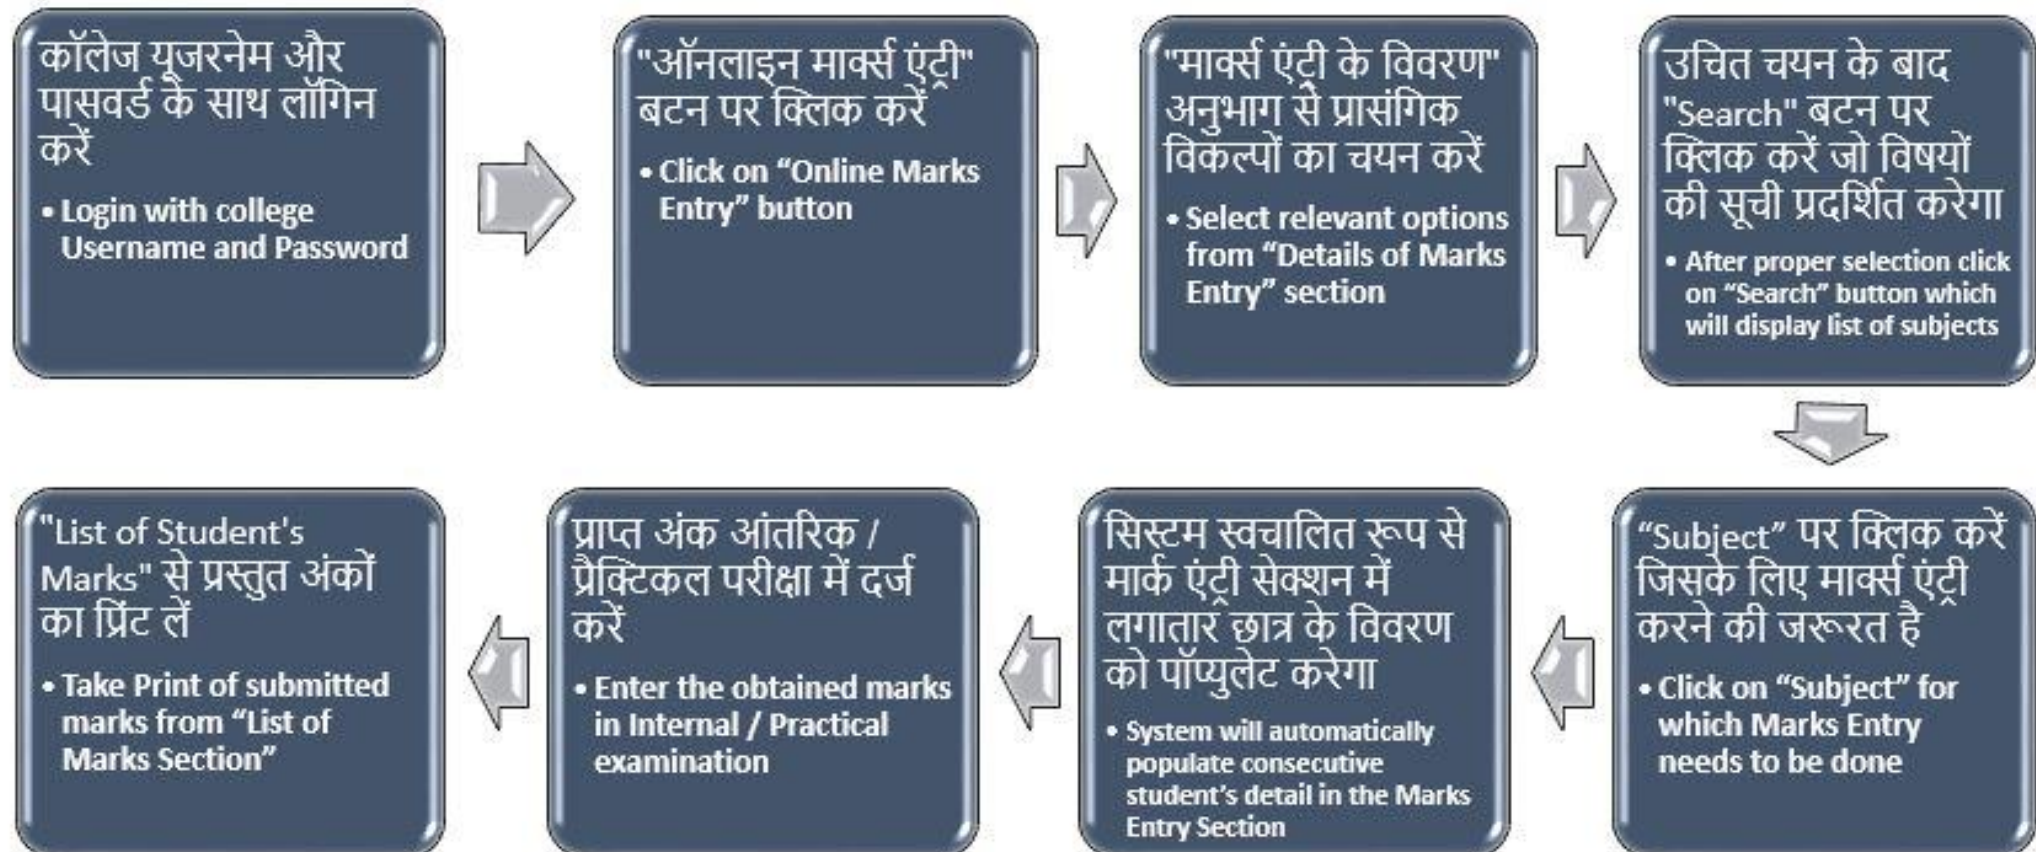 कॉलेज यूजरनेम और
पासवर्ड के साथ लॉगिन
करें
• Login with college
Username and Password
"ऑनलाइन मार्क्स एंट्री"
बटन पर क्लिक करें
• Click on “Online Marks
Entry” button
"मार्क्स एंट्री के विवरण"
अनुभाग से प्रासंगिक
विकल्पों का चयन करें
• Select relevant options
from “Details of Marks
Entry” section
उचित चयन के बाद
"Search" बटन पर
क्लिक करें जो विषयों
की सूची प्रदर्शित करेगा
• After proper selection click
on “Search” button which
will display list of subjects
“Subject” पर क्लिक करें
जिसके लिए मार्क्स एंट्री
करने की जरूरत है
• Click on “Subject” for
which Marks Entry
needs to be done
सिस्टम स्वचालित रूप से
मार्क एंट्री सेक्शन में
लगातार छात्र के विवरण
को पॉप्युलेट करेगा
• System will automatically
populate consecutive
student’s detail in the Marks
Entry Section
प्राप्त अंक आंतरिक /
प्रैक्टिकल परीक्षा में दर्ज
करें
• Enter the obtained marks
in Internal / Practical
examination
"List of Student's
Marks" से प्रस्तुत अंकों
का प्रिंट लें
• Take Print of submitted
marks from “List of
Marks Section”